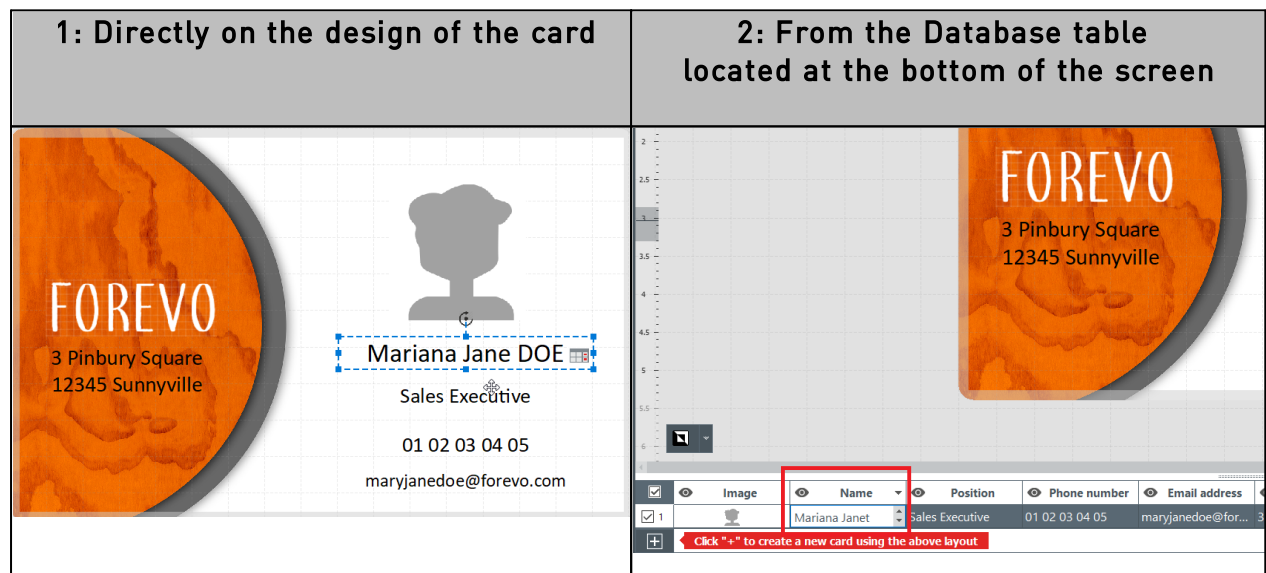 1: Directly on the design of the card
2: From the Database table
located at the bottom of the screen
FOREVO
3 Pinbury Square
12345 Sunnyville
Mariana Jane DOE
Sales Executive
01 02 03 04 05
maryjanedoe@forevo.com
2
2.5
3
3.5
4
4.5
5
5.5
6
FOREVO
3 Pinbury Square
12345 Sunnyville
Image Name Position Phone number Email address
1 Mariana Janet Sales Executive 01 02 03 04 05 maryjanedoe@for... 3
Click "+" to create a new card using the above layout